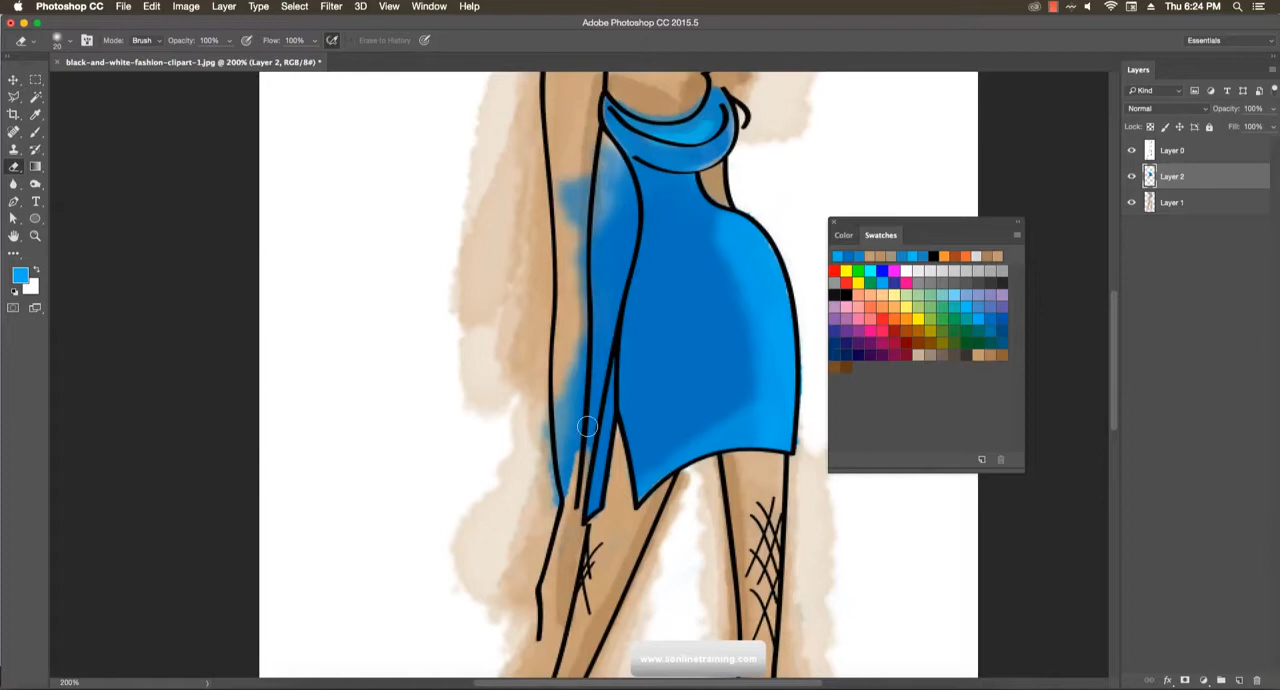 Photoshop CC File Edit Image Layer Type Select Filter 3D View Window Help Thu 6:24 PM
Adobe Photoshop CC 2015.5
20 Mode: Brush Opacity: 100% Flow: 100% Erase to History Essentials
black-and-white-fashion-clipart-1.jpg @ 200% (Layer 2, RGB/8#) *
Layers
Kind
Normal Opacity: 100%
Lock: Fill: 100%
Layer 0
Layer 2
Layer 1
Color Swatches
www.aonlinetraining.com
200%